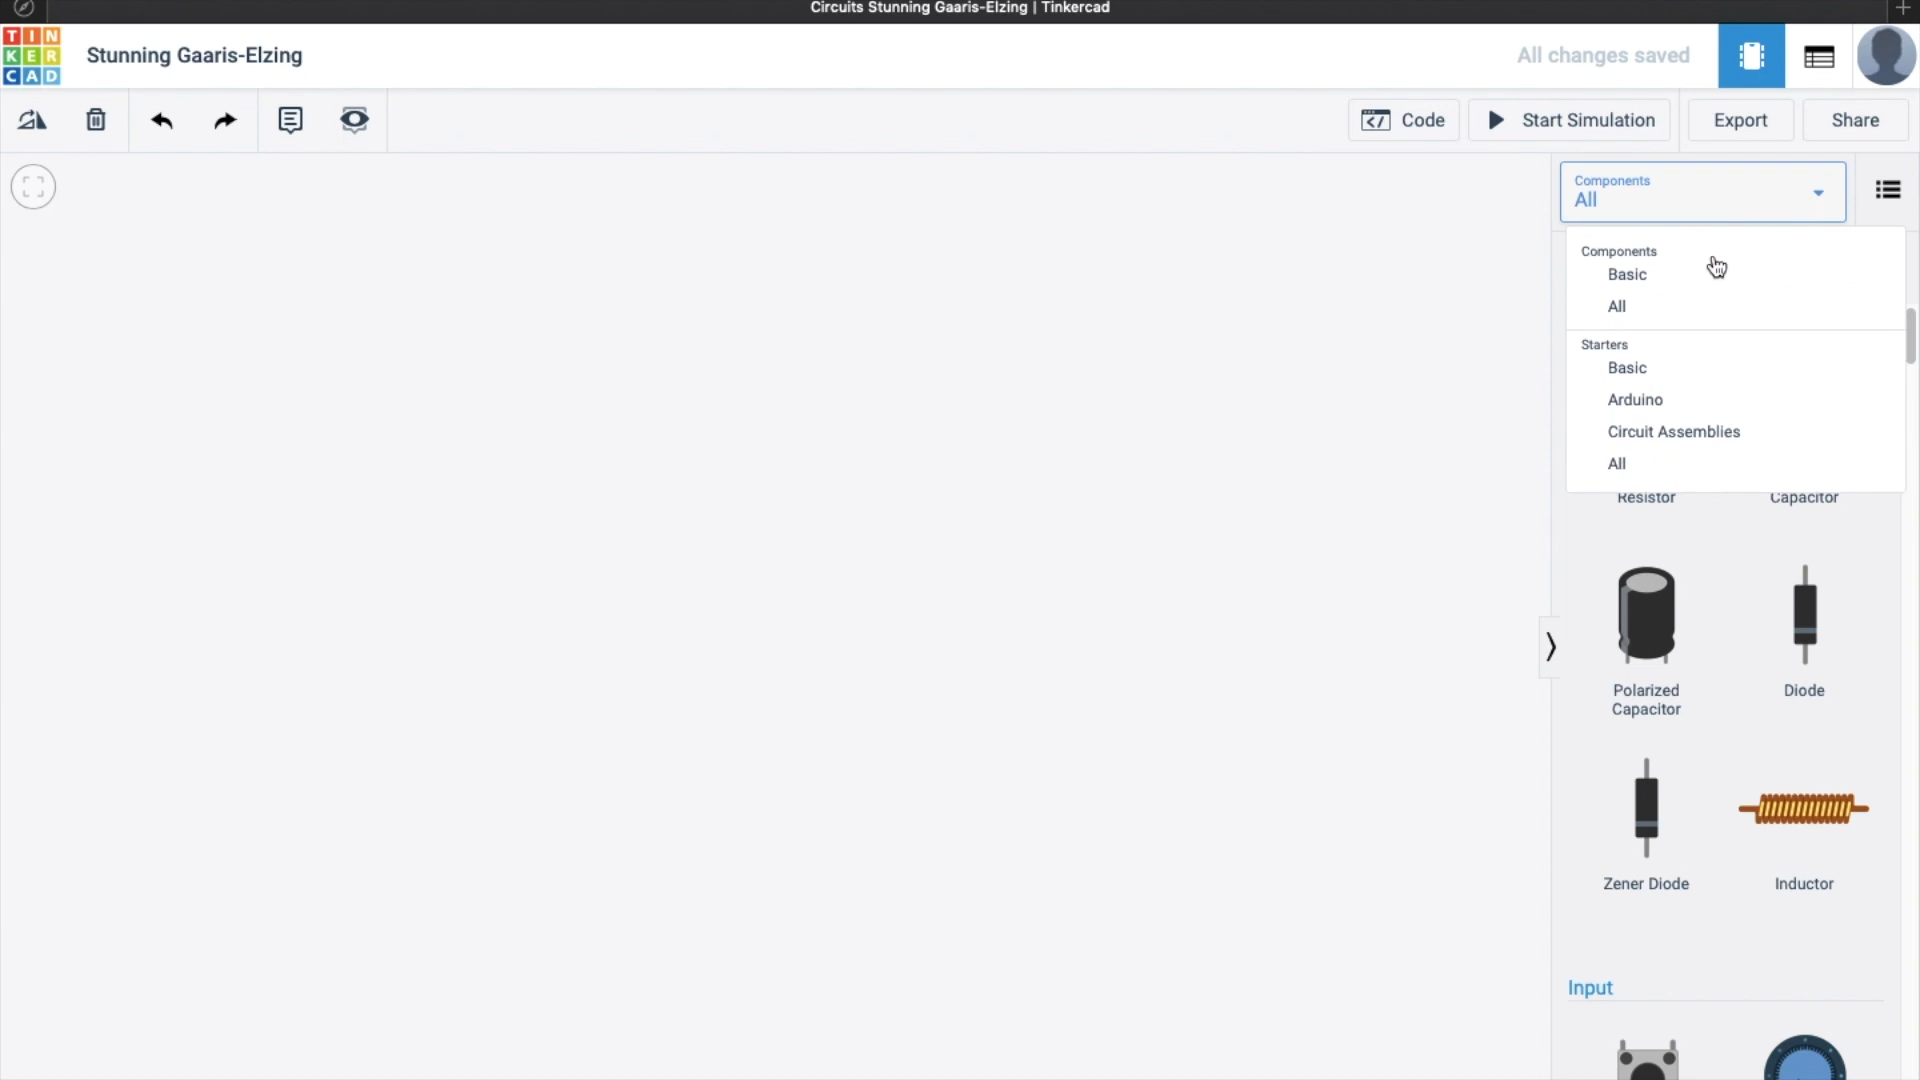 Circuits Stunning Gaaris-Elzing | Tinkercad
TIN
KER
CAD
Stunning Gaaris-Elzing
All changes saved
Code
Start Simulation
Export
Share
Components
All
Components
Basic
All
Starters
Basic
Arduino
Circuit Assemblies
All
Resistor
Capacitor
Polarized
Capacitor
Diode
Zener Diode
Inductor
Input